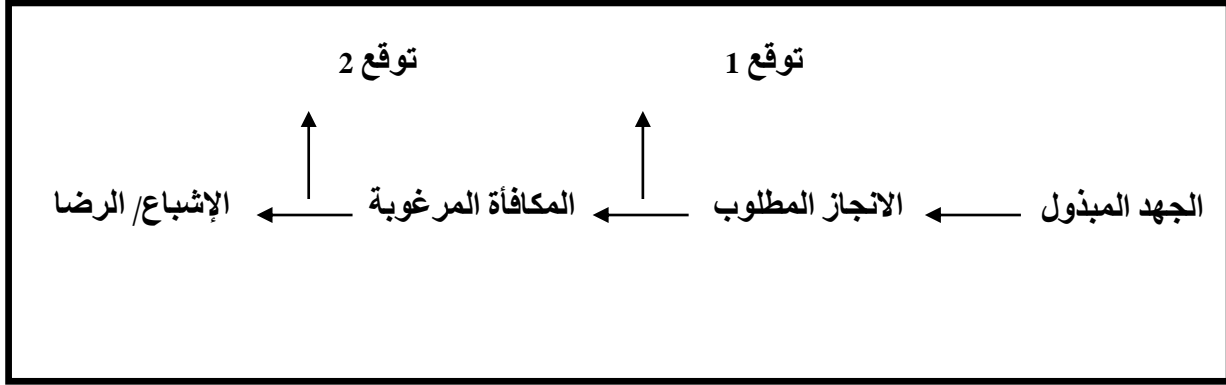 توقع 1 توقع 2
الجهد المبذول الانجاز المطلوب المكافأة المرغوبة الإشباع/ الرضا